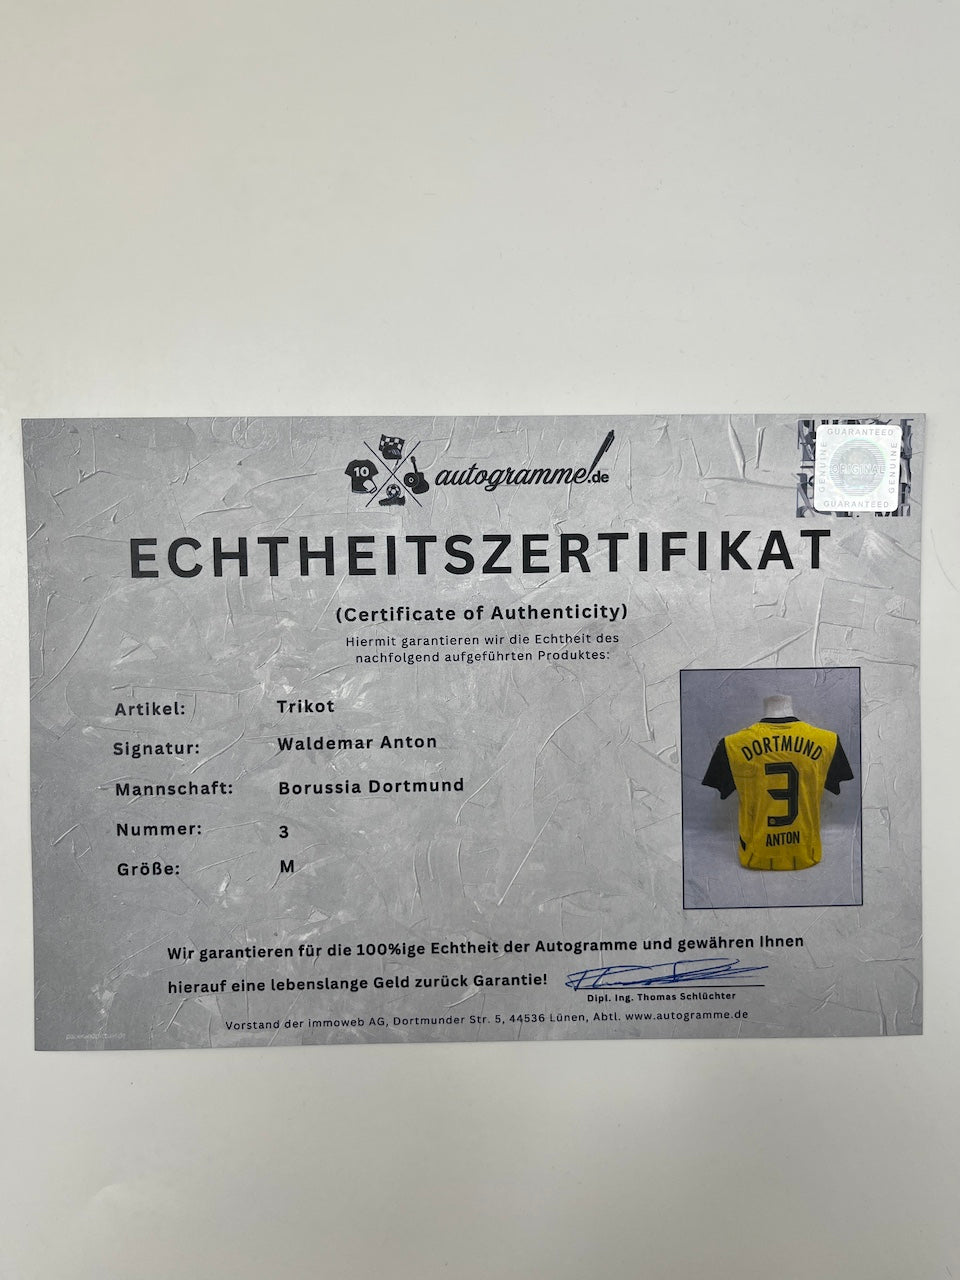 10
autogramme.de
GUARANTEED
GENUINE
ORIGINAL
GENUINE
GUARANTEED
ECHTHEITSZERTIFIKAT
(Certificate of Authenticity)
Hiermit garantieren wir die Echtheit des
nachfolgend aufgeführten Produktes:
Artikel: Trikot
Signatur: Waldemar Anton
Mannschaft: Borussia Dortmund
Nummer: 3
Größe: M
DORTMUND
3
ANTON
Wir garantieren für die 100%ige Echtheit der Autogramme und gewähren Ihnen
hierauf eine lebenslange Geld zurück Garantie!
Dipl. Ing. Thomas Schlüchter
Vorstand der immoweb AG, Dortmunder Str. 5, 44536 Lünen, Abtl. www.autogramme.de